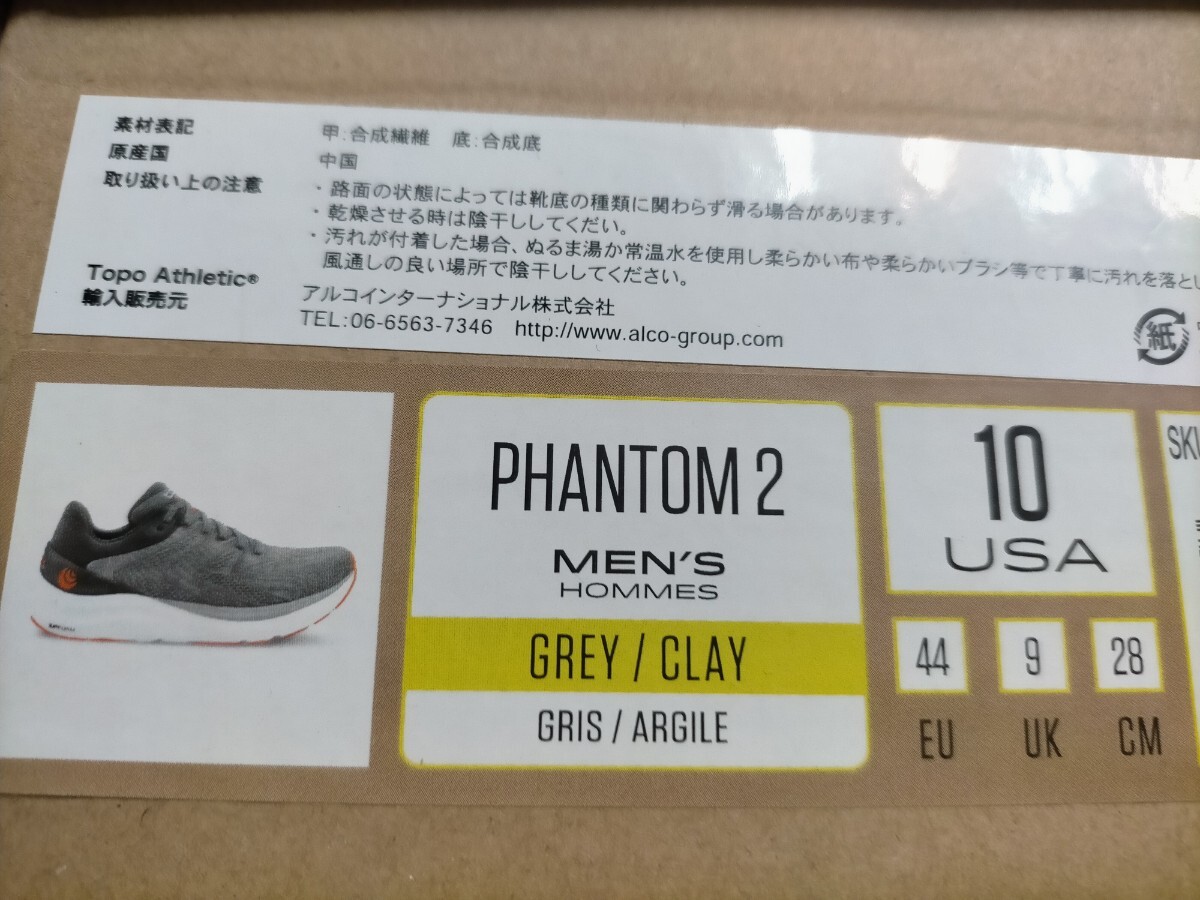 素材表記 甲:合成繊維 底:合成底
原産国 中国
取り扱い上の注意 ・路面の状態によっては靴底の種類に関わらず滑る場合があります。
・乾燥させる時は陰干ししてくだい。
・汚れが付着した場合、ぬるま湯か常温水を使用し柔らかい布や柔らかいブラシ等で丁寧に汚れを落とし
風通しの良い場所で陰干ししてください。
Topo Athletic®
輸入販売元
アルコインターナショナル株式会社
TEL:06-6563-7346 http://www.alco-group.com
紙
PHANTOM 2
MEN'S
HOMMES
GREY / CLAY
GRIS / ARGILE
10
USA
44 9 28
EU UK CM
SKU